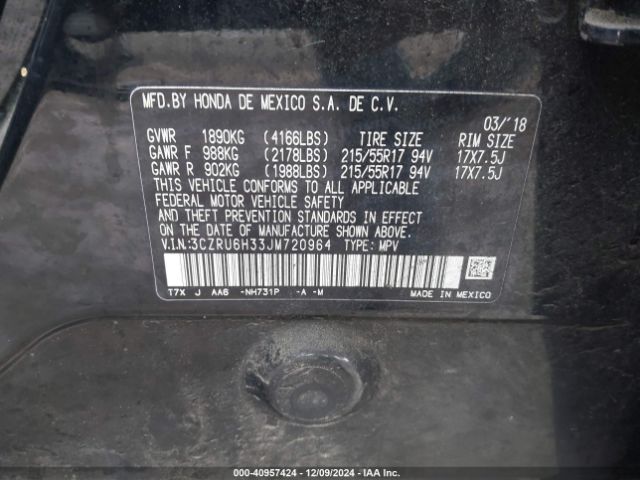 MFD.BY HONDA DE MEXICO S.A. DE C.V.
03/'18
GVWR 1890KG (4166LBS) TIRE SIZE RIM SIZE
GAWR F 988KG (2178LBS) 215/55R17 94V 17X7.5J
GAWR R 902KG (1988LBS) 215/55R17 94V 17X7.5J
THIS VEHICLE CONFORMS TO ALL APPLICABLE
FEDERAL MOTOR VEHICLE SAFETY
AND THEFT PREVENTION STANDARDS IN EFFECT
ON THE DATE OF MANUFACTURE SHOWN ABOVE.
V.I.N:3CZRU6H33JM720964 TYPE: MPV
T7X J AA6 -NH731P -A -M MADE IN MEXICO
000-40957424 / 12/09/2024 - IAA Inc.